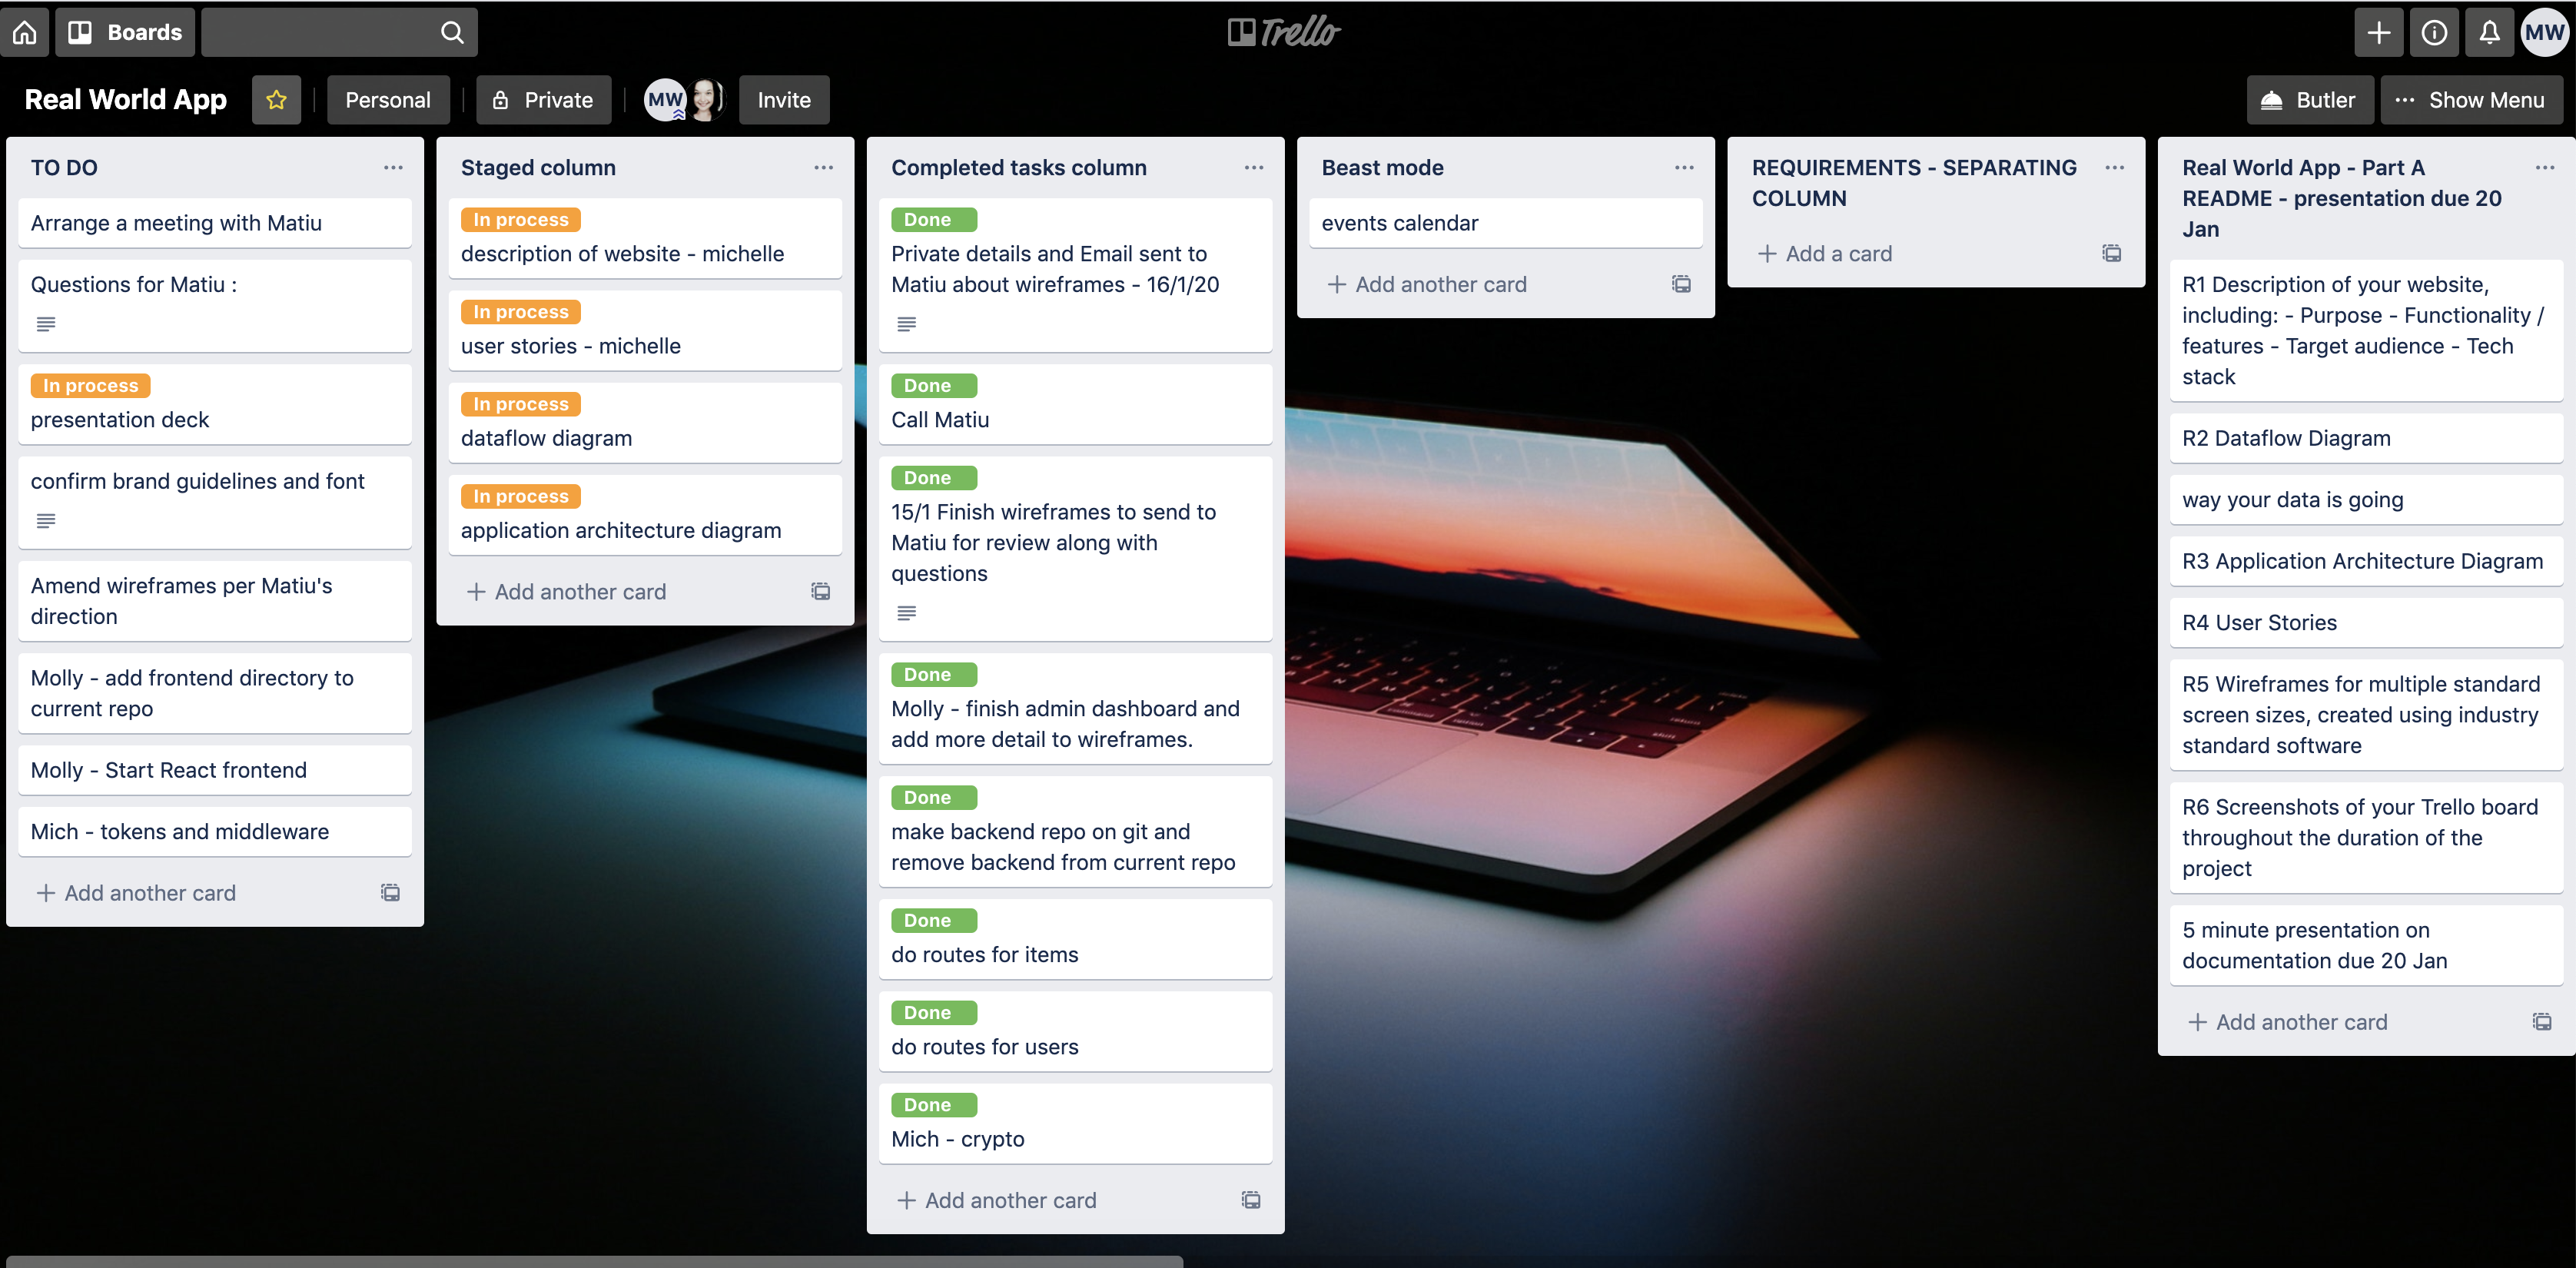 Boards
Trello
MW
Real World App
Personal
Private
MW
Invite
Butler
Show Menu
TO DO
Arrange a meeting with Matiu
Questions for Matiu :
In process
presentation deck
confirm brand guidelines and font
Amend wireframes per Matiu's
direction
Molly - add frontend directory to
current repo
Molly - Start React frontend
Mich - tokens and middleware
Add another card
Staged column
In process
description of website - michelle
In process
user stories - michelle
In process
dataflow diagram
In process
application architecture diagram
Add another card
Completed tasks column
Done
Private details and Email sent to
Matiu about wireframes - 16/1/20
Done
Call Matiu
Done
15/1 Finish wireframes to send to
Matiu for review along with
questions
Done
Molly - finish admin dashboard and
add more detail to wireframes.
Done
make backend repo on git and
remove backend from current repo
Done
do routes for items
Done
do routes for users
Done
Mich - crypto
Add another card
Beast mode
events calendar
Add another card
REQUIREMENTS - SEPARATING
COLUMN
Add a card
Real World App - Part A
README - presentation due 20
Jan
R1 Description of your website,
including: - Purpose - Functionality /
features - Target audience - Tech
stack
R2 Dataflow Diagram
way your data is going
R3 Application Architecture Diagram
R4 User Stories
R5 Wireframes for multiple standard
screen sizes, created using industry
standard software
R6 Screenshots of your Trello board
throughout the duration of the
project
5 minute presentation on
documentation due 20 Jan
Add another card